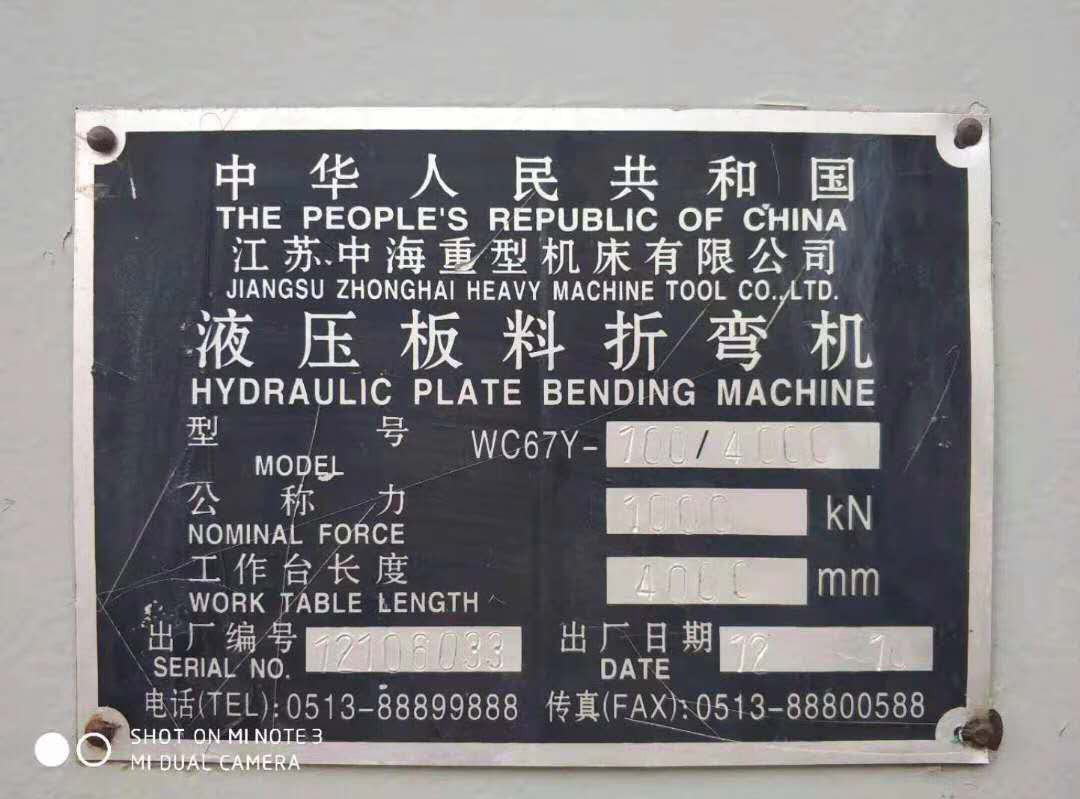 中华人民共和国
THE PEOPLE'S REPUBLIC OF CHINA
江苏中海重型机床有限公司
JIANGSU ZHONGHAI HEAVY MACHINE TOOL CO.,LTD.
液压板料折弯机
HYDRAULIC PLATE BENDING MACHINE
型号 WC67Y-100/4000
MODEL
公称力 1000 kN
NOMINAL FORCE
工作台长度 4000 mm
WORK TABLE LENGTH
出厂编号 12106033 出厂日期 12
SERIAL NO. DATE
电话(TEL):0513-88899888 传真(FAX):0513-88800588
SHOT ON MI NOTE 3
MI DUAL CAMERA